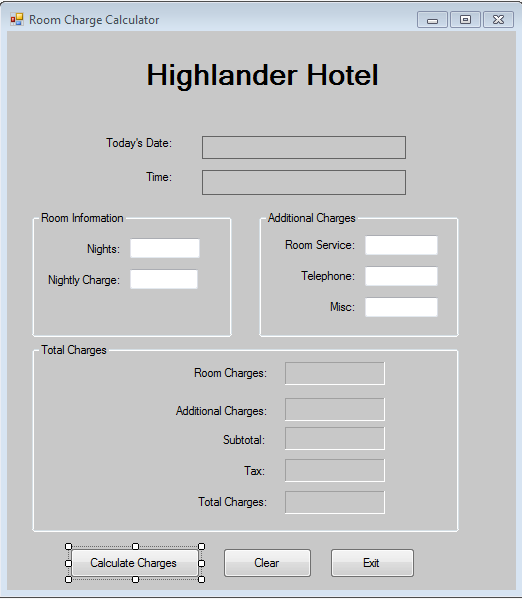 Room Charge Calculator
Highlander Hotel
Today's Date:
Time:
Room Information
Nights:
Nightly Charge:
Additional Charges
Room Service:
Telephone:
Misc:
Total Charges
Room Charges:
Additional Charges:
Subtotal:
Tax:
Total Charges:
Calculate Charges
Clear
Exit